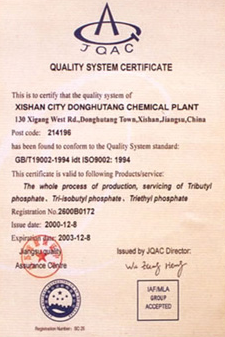 JQAC
QUALITY SYSTEM CERTIFICATE
This is to certify that the quality system of
XISHAN CITY DONGHUTANG CHEMICAL PLANT
130 Xigang West Rd.,Donghutang Town,Xishan,Jiangsu,China
Post code: 214196
has been found to conform to the Quality System standard:
GB/T19002-1994 idt ISO9002: 1994
This certificate is valid to following Products/service:
The whole process of production, servicing of Tributyl
phosphate、Tri-isobutyl phosphate、Triethyl phosphate
Registration No.2600B0172
Issue date: 2000-12-8
Expiration date: 2003-12-8
Jiangsu quality
Assurance Centre
Issued by JQAC Director:
IAF/MLA
GROUP
ACCEPTED
Registration Number: